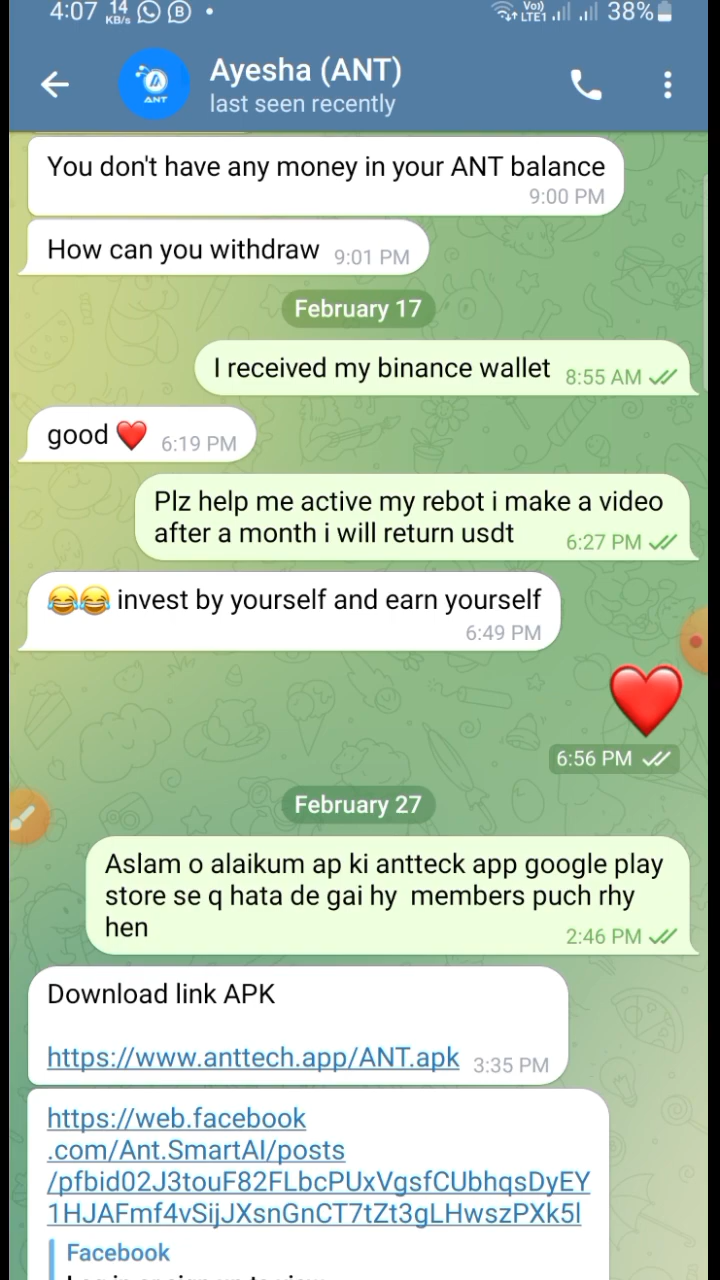 4:07 14 KB/s B Vo) LTE1 38%
Ayesha (ANT)
ANT
last seen recently
You don't have any money in your ANT balance
9:00 PM
How can you withdraw 9:01 PM
February 17
I received my binance wallet 8:55 AM
good ❤️ 6:19 PM
Plz help me active my rebot i make a video
after a month i will return usdt 6:27 PM
😂😂 invest by yourself and earn yourself
6:49 PM
❤️
6:56 PM
February 27
Aslam o alaikum ap ki antteck app google play
store se q hata de gai hy members puch rhy
hen 2:46 PM
Download link APK
https://www.anttech.app/ANT.apk 3:35 PM
https://web.facebook
.com/Ant.SmartAI/posts
/pfbid02J3touF82FLbcPUxVgsfCUbhqsDyEY
1HJAFmf4vSijJXsnGnCT7tZt3gLHwszPXk5l
Facebook